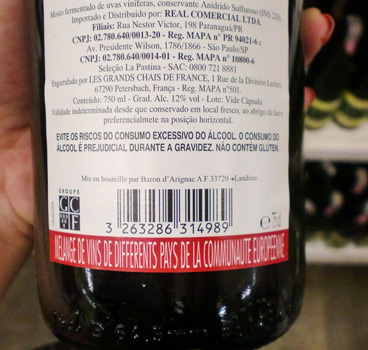 Mosto fermentado de uvas viníferas, conservante Anidrido Sulfuroso (INS 220).
Importado e Distribuido por: REAL COMERCIAL LTDA.
Filiais: Rua Nestor Victor, 198 Paranaguá/PR
CNPJ: 02.780.640/0013-20 - Reg. MAPA nº PR 94021-6
Av. Presidente Wilson, 1786/1866 - São Paulo/SP
CNPJ: 02.780.640/0014-01 - Reg. MAPA nº 10800-6
Seleção La Pastina - SAC: 0800 721 8881
Engarrafado por LES GRANDS CHAIS DE FRANCE, 1 Rue de la Division Leclerc,
67290 Petersbach, França - Reg. MAPA nº501.
Conteúdo: 750 ml - Grad. Alc. 12% vol - Lote: Vide Cápsula
Validade indeterminada desde que conservado em local fresco, ao abrigo da luz e
preferencialmente na posição horizontal.
EVITE OS RISCOS DO CONSUMO EXCESSIVO DO ÁLCOOL. O CONSUMO DO
ÁLCOOL É PREJUDICIAL DURANTE A GRAVIDEZ. NÃO CONTÉM GLÚTEN.
Mis en bouteille par Baron d'Arignac A F 33720 - Landiras
GROUPE
GC
F
3 263286 314989
℮ 75 cl
MÉLANGE DE VINS DE DIFFERENTS PAYS DE LA COMMUNAUTE EUROPÉENNE